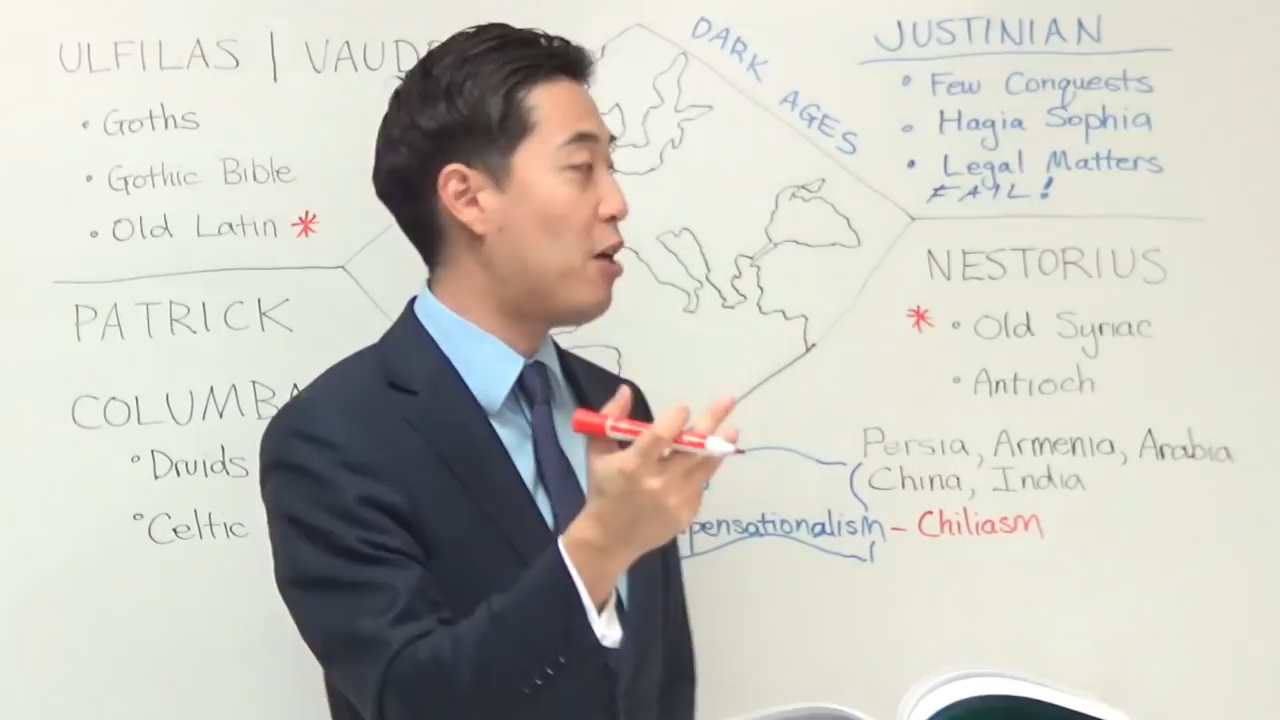 ULFILAS | VAUD
• Goths
• Gothic Bible
• Old Latin *
PATRICK
COLUMBA
° Druids
° Celtic
DARK AGES
JUSTINIAN
• Few Conquests
• Hagia Sophia
• Legal Matters
FAIL!
NESTORIUS
* • Old Syriac
• Antioch
Persia, Armenia, Arabia
China, India
pensationalism - Chiliasm